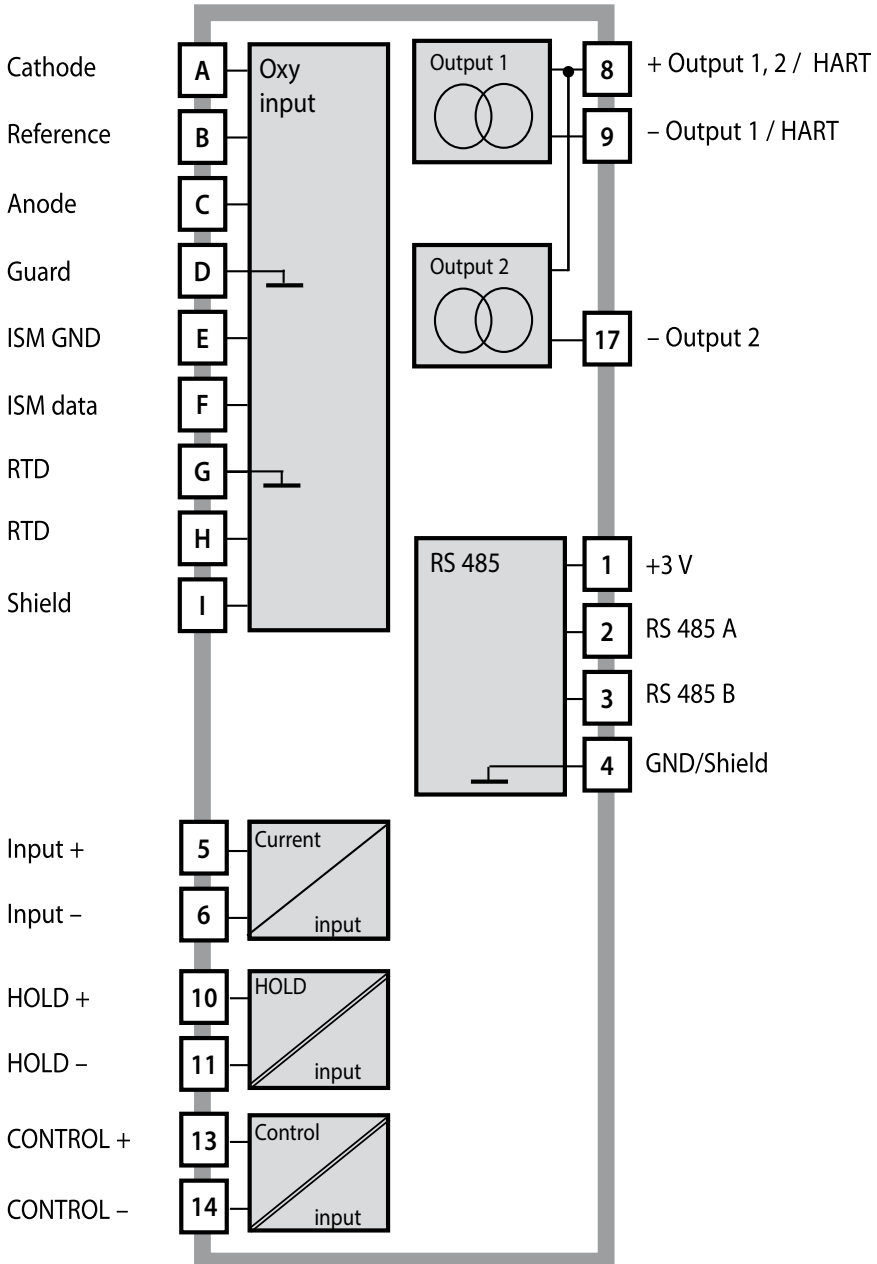 Cathode A
Reference B
Anode C
Guard D
ISM GND E
ISM data F
RTD G
RTD H
Shield I
Oxy
input
Output 1
8 + Output 1, 2 / HART
9 – Output 1 / HART
Output 2
17 – Output 2
RS 485
1 +3 V
2 RS 485 A
3 RS 485 B
4 GND/Shield
Input + 5
Input – 6
Current
input
HOLD + 10
HOLD – 11
HOLD
input
CONTROL + 13
CONTROL – 14
Control
input